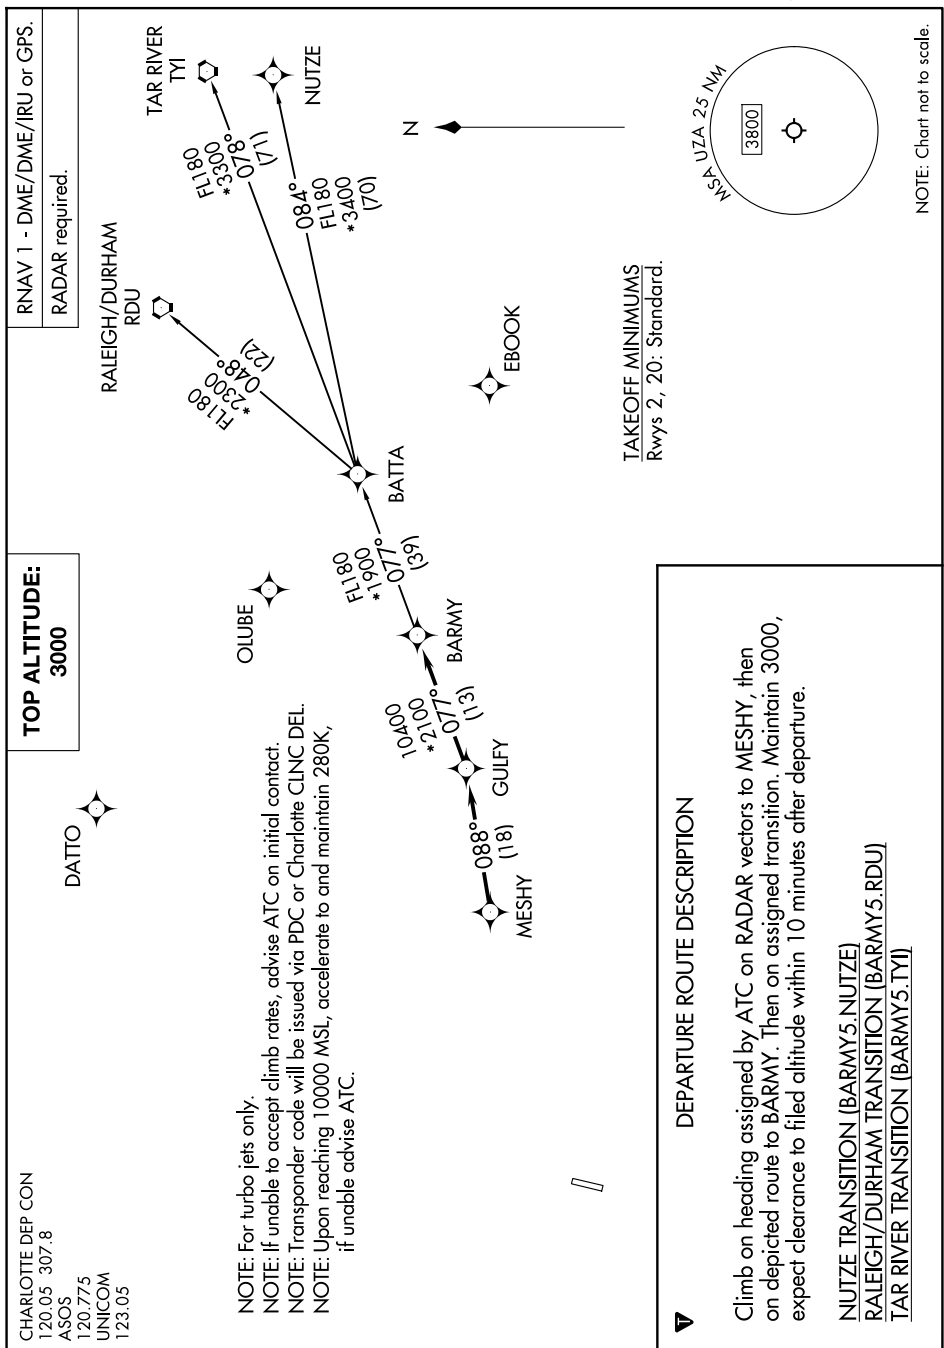 RNAV 1 - DME/DME/IRU or GPS.
RADAR required.
TOP ALTITUDE:
3000
CHARLOTTE DEP CON
120.05 307.8
ASOS
120.775
UNICOM
123.05
TAR RIVER
TYI
NUTZE
FL180
*3300
078°
(71)
084°
FL180
*3400
(70)
RALEIGH/DURHAM
RDU
FL180
*2300
048°
(22)
N
MSA UZA 25 NM
3800
NOTE: Chart not to scale.
EBOOK
BATTA
TAKEOFF MINIMUMS
Rwys 2, 20: Standard.
OLUBE
FL180
*1900
077°
(39)
BARMY
10400
*2100
077°
(13)
GULFY
088°
(18)
MESHY
DATTO
NOTE: For turbo jets only.
NOTE: If unable to accept climb rates, advise ATC on initial contact.
NOTE: Transponder code will be issued via PDC or Charlotte CLNC DEL.
NOTE: Upon reaching 10000 MSL, accelerate to and maintain 280K,
if unable advise ATC.
T
DEPARTURE ROUTE DESCRIPTION
Climb on heading assigned by ATC on RADAR vectors to MESHY, then
on depicted route to BARMY. Then on assigned transition. Maintain 3000,
expect clearance to filed altitude within 10 minutes after departure.
NUTZE TRANSITION (BARMY5.NUTZE)
RALEIGH/DURHAM TRANSITION (BARMY5.RDU)
TAR RIVER TRANSITION (BARMY5.TYI)